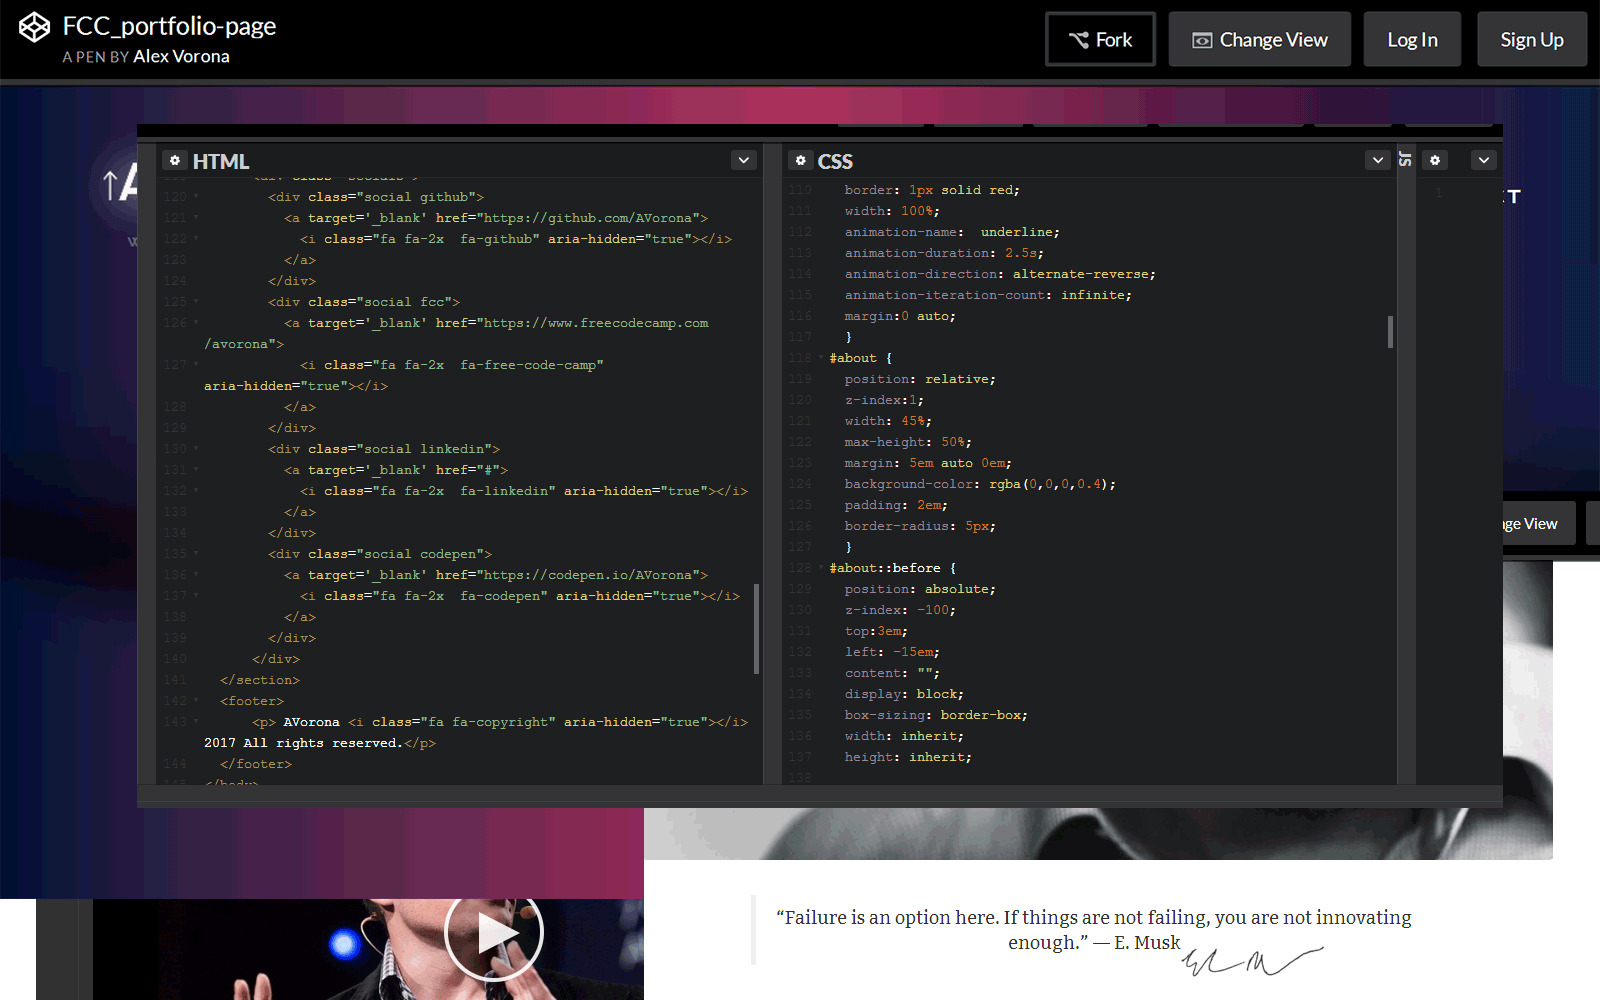 FCC_portfolio-page
A PEN BY Alex Vorona
Fork
Change View
Log In
Sign Up
HTML
120 <div class="social github">
121 <a target='_blank' href="https://github.com/AVorona">
122 <i class="fa fa-2x  fa-github" aria-hidden="true"></i>
123 </a>
124 </div>
125 <div class="social fcc">
126 <a target='_blank' href="https://www.freecodecamp.com
/avorona">
127 <i class="fa fa-2x  fa-free-code-camp"
aria-hidden="true"></i>
128 </a>
129 </div>
130 <div class="social linkedin">
131 <a target='_blank' href="#">
132 <i class="fa fa-2x  fa-linkedin" aria-hidden="true"></i>
133 </a>
134 </div>
135 <div class="social codepen">
136 <a target='_blank' href="https://codepen.io/AVorona">
137 <i class="fa fa-2x  fa-codepen" aria-hidden="true"></i>
138 </a>
139 </div>
140 </div>
141 </section>
142 <footer>
143 <p> AVorona <i class="fa fa-copyright" aria-hidden="true"></i>
2017 All rights reserved.</p>
144 </footer>
145 </body>
CSS
110 border: 1px solid red;
111 width: 100%;
112 animation-name:  underline;
113 animation-duration: 2.5s;
114 animation-direction: alternate-reverse;
115 animation-iteration-count: infinite;
116 margin:0 auto;
117 }
118 #about {
119 position: relative;
120 z-index:1;
121 width: 45%;
122 max-height: 50%;
123 margin: 5em auto 0em;
124 background-color: rgba(0,0,0,0.4);
125 padding: 2em;
126 border-radius: 5px;
127 }
128 #about::before {
129 position: absolute;
130 z-index: -100;
131 top:3em;
132 left: -15em;
133 content: "";
134 display: block;
135 box-sizing: border-box;
136 width: inherit;
137 height: inherit;
138
JS
1
View
“Failure is an option here. If things are not failing, you are not innovating
enough.” — E. Musk